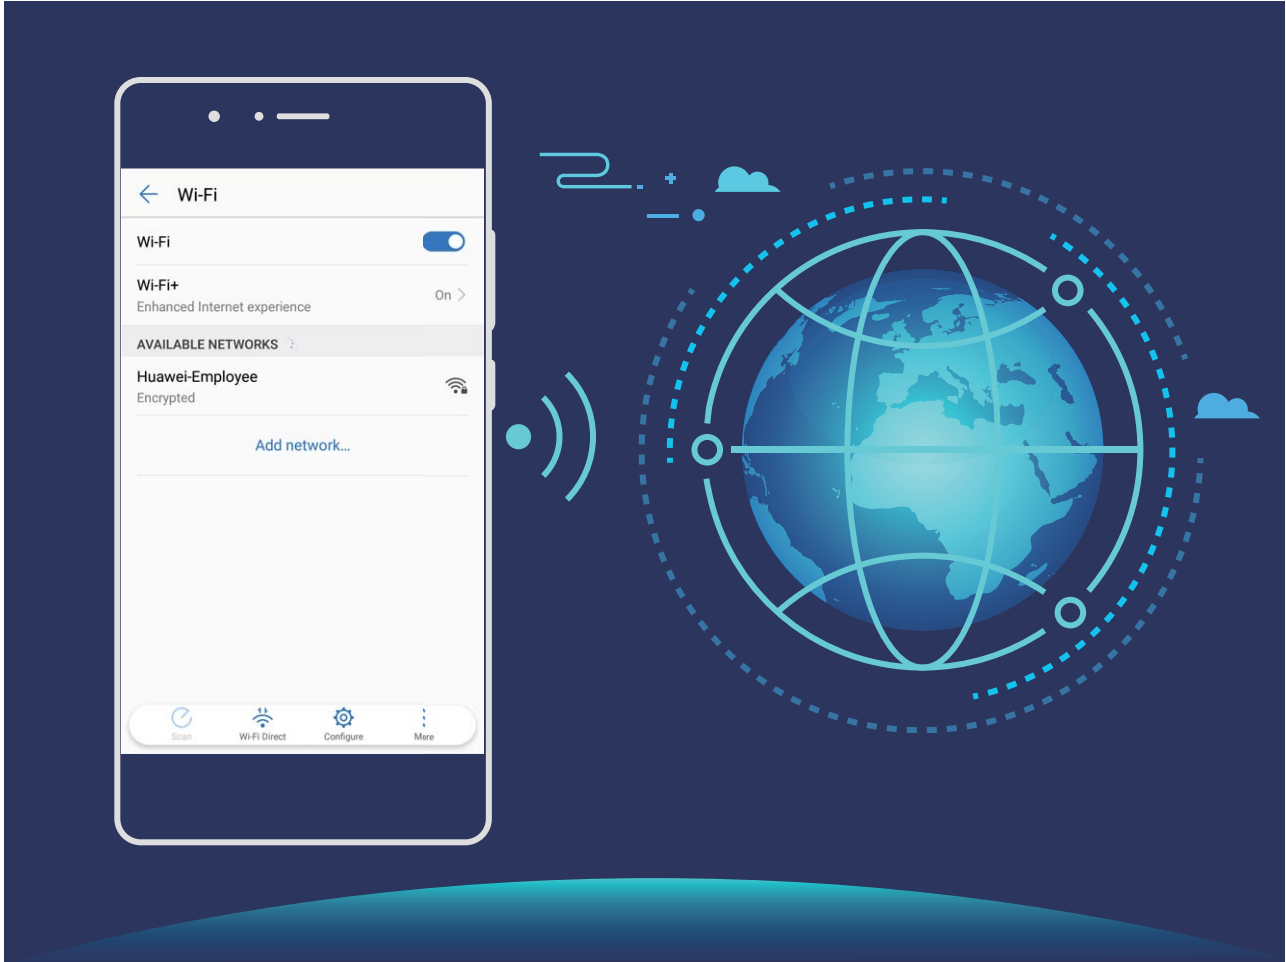 Wi-Fi
Wi-Fi
Wi-Fi+
Enhanced Internet experience
On
AVAILABLE NETWORKS
Huawei-Employee
Encrypted
Add network...
Scan
Wi-Fi Direct
Configure
More